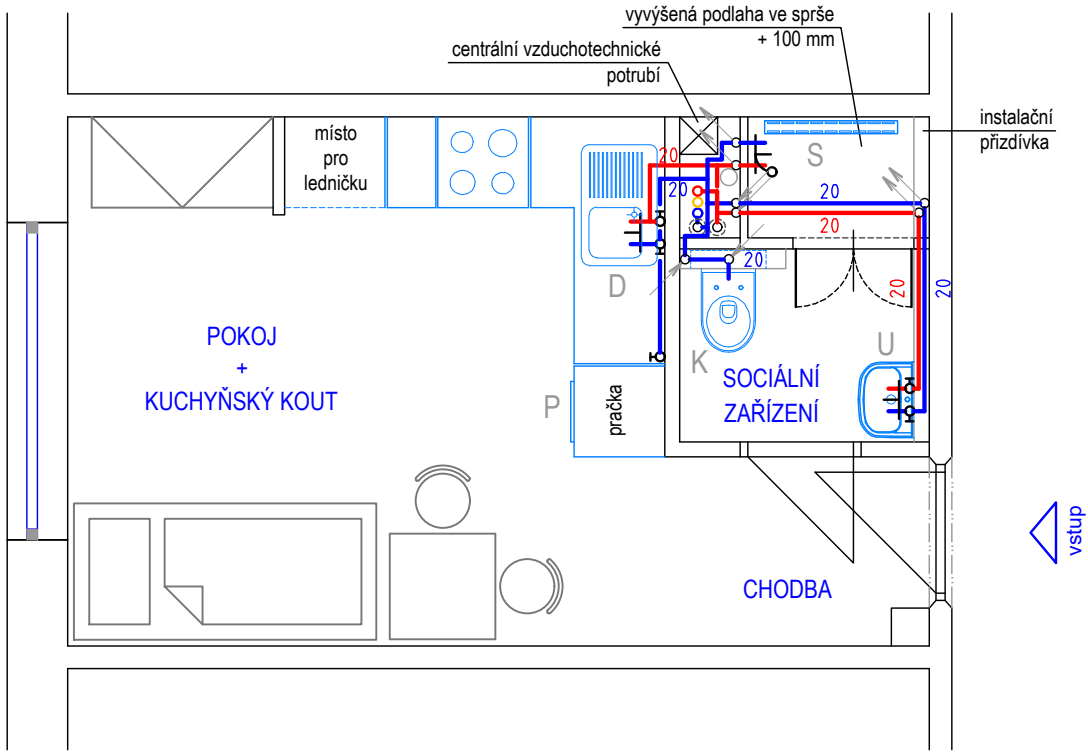 vyvýšená podlaha ve sprše
+ 100 mm
centrální vzduchotechnické
potrubí
instalační
přizdívka
místo
pro
ledničku
20
S
20
20
20
20
20
20
D
K
U
POKOJ
+
KUCHYŇSKÝ KOUT
SOCIÁLNÍ
ZAŘÍZENÍ
P
pračka
vstup
CHODBA